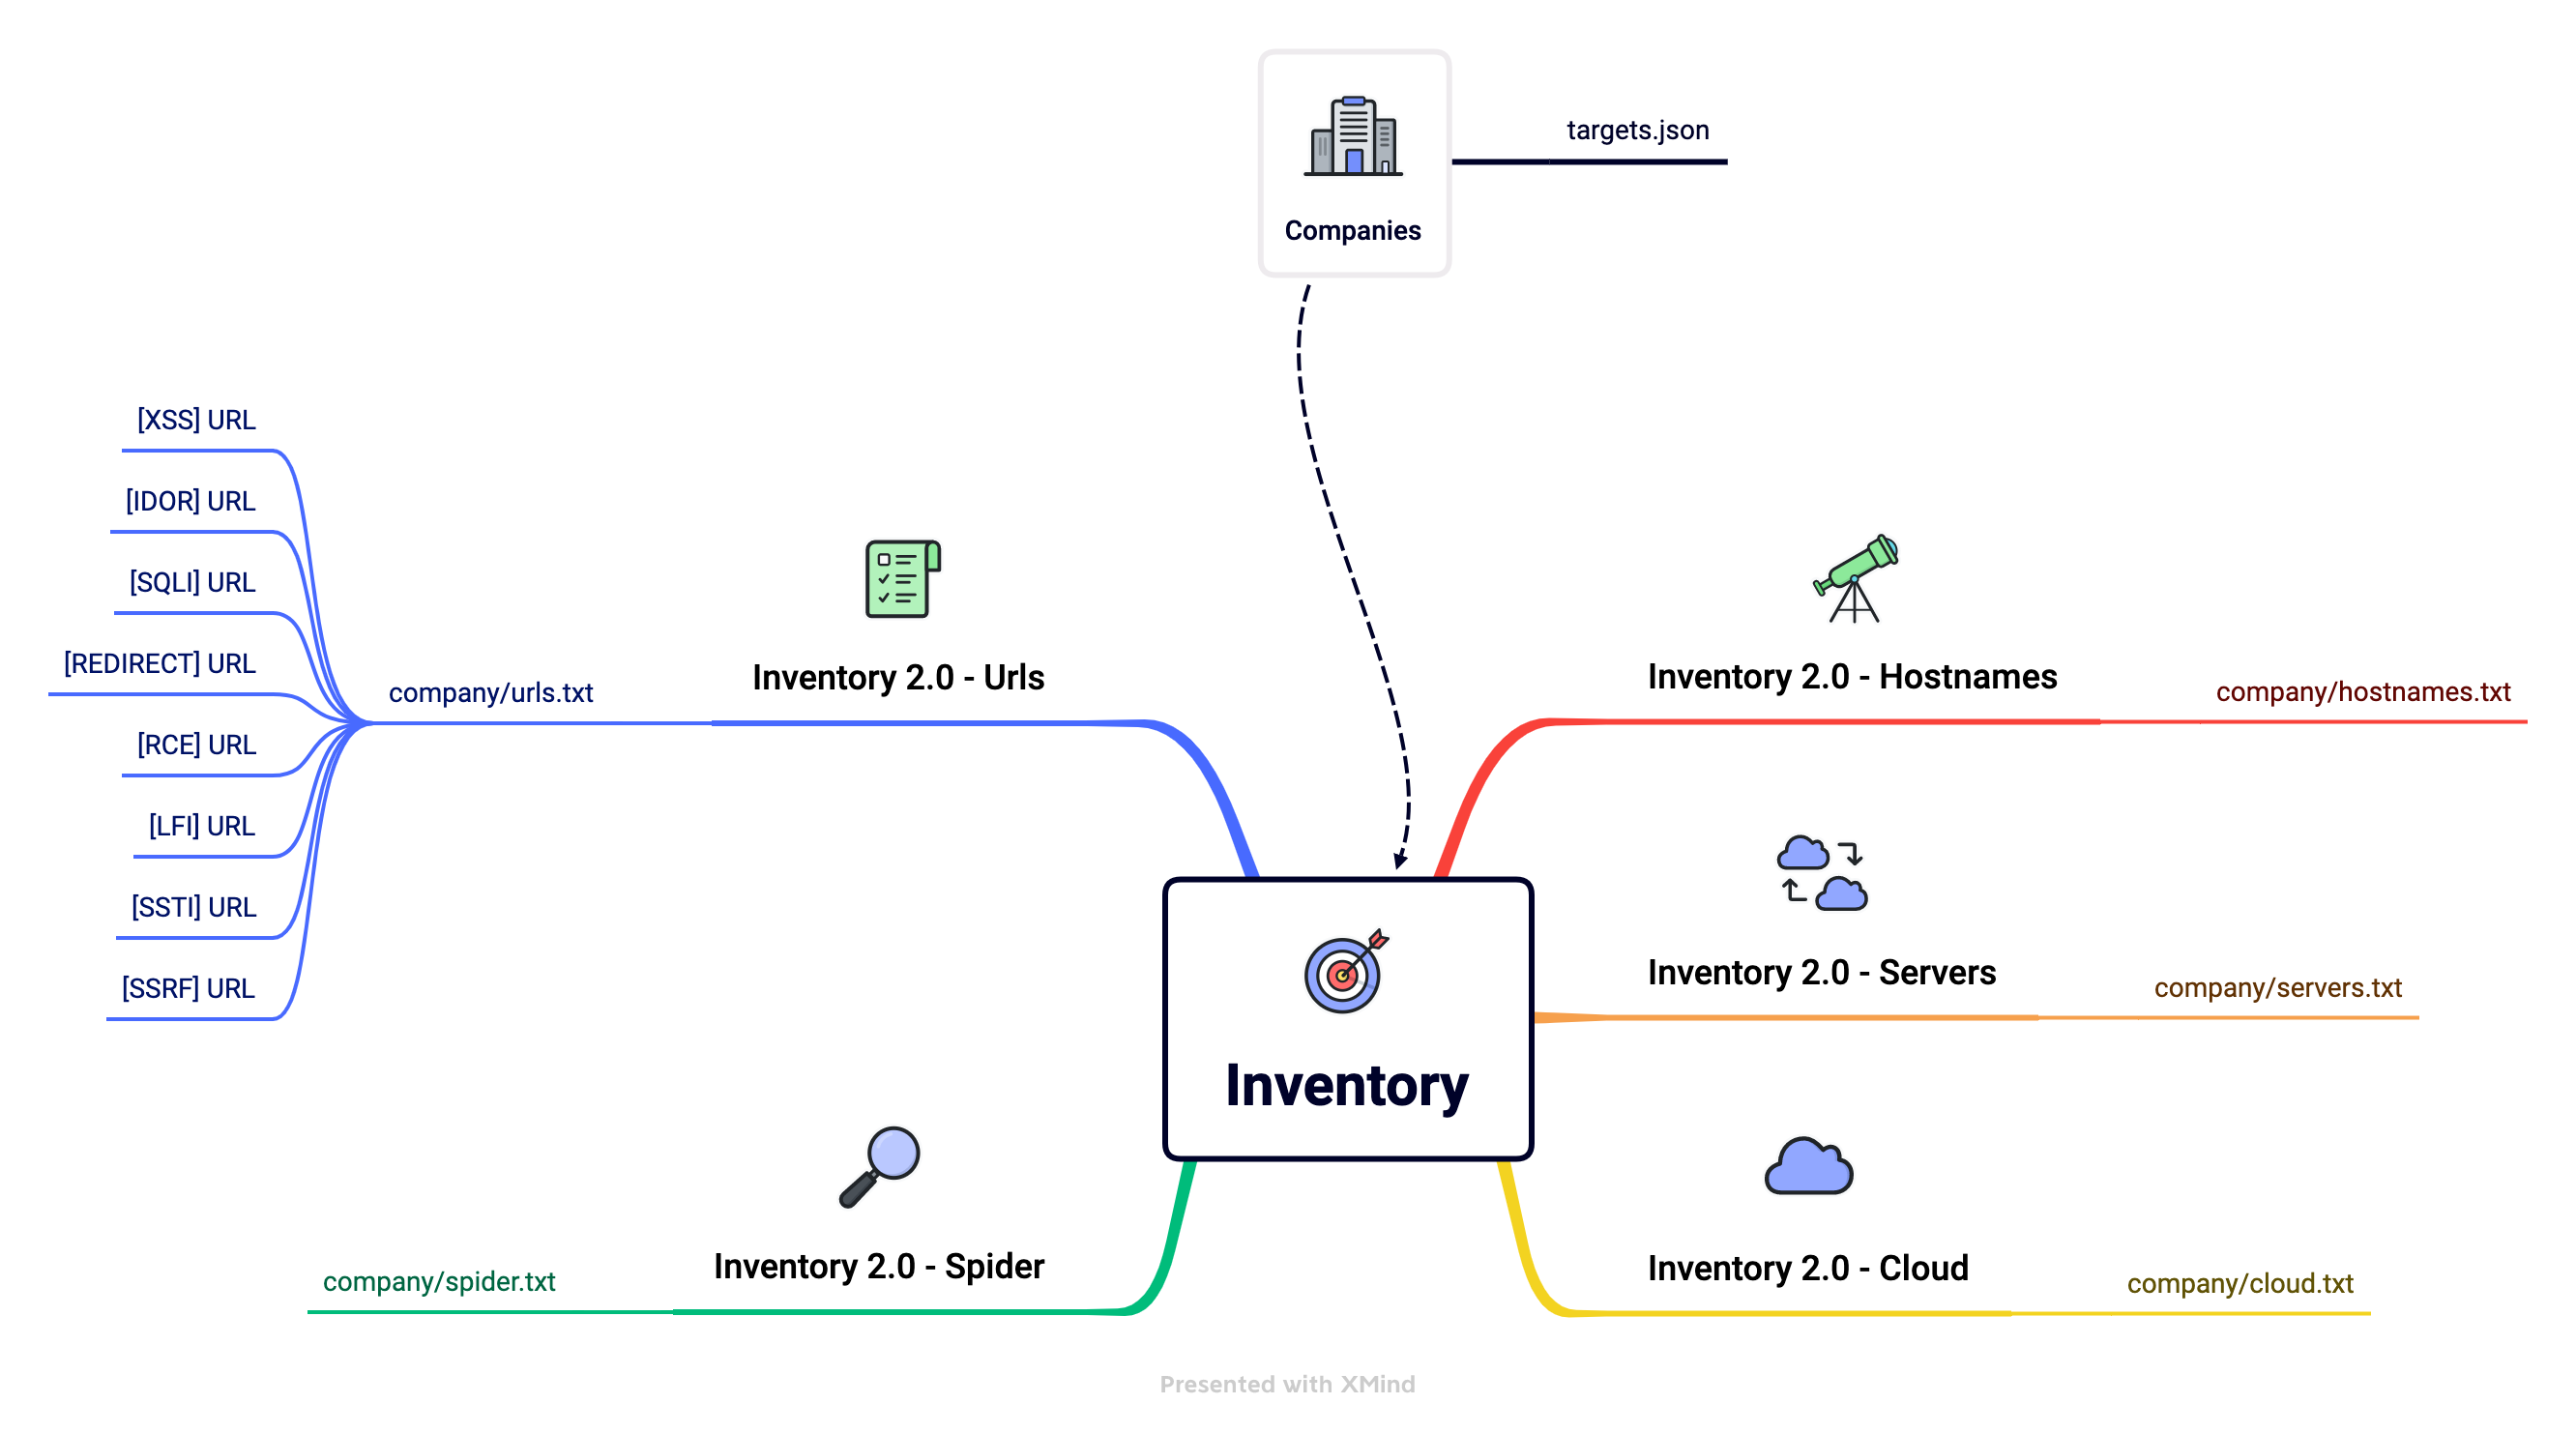 targets.json
Companies
[XSS] URL
[IDOR] URL
[SQLI] URL
[REDIRECT] URL
[RCE] URL
[LFI] URL
[SSTI] URL
[SSRF] URL
company/urls.txt
Inventory 2.0 - Urls
Inventory 2.0 - Hostnames
company/hostnames.txt
Inventory 2.0 - Servers
company/servers.txt
Inventory
Inventory 2.0 - Spider
company/spider.txt
Inventory 2.0 - Cloud
company/cloud.txt
Presented with XMind